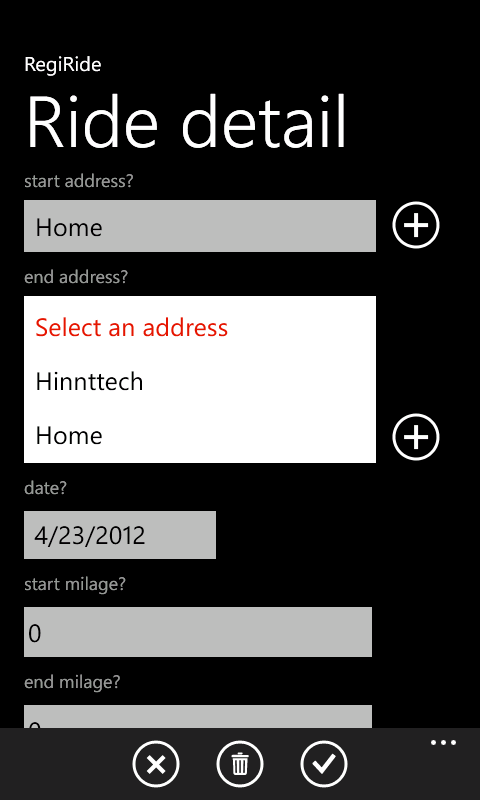 RegiRide
Ride detail
start address?
Home
end address?
Select an address
Hinnttech
Home
date?
4/23/2012
start milage?
0
end milage?
0